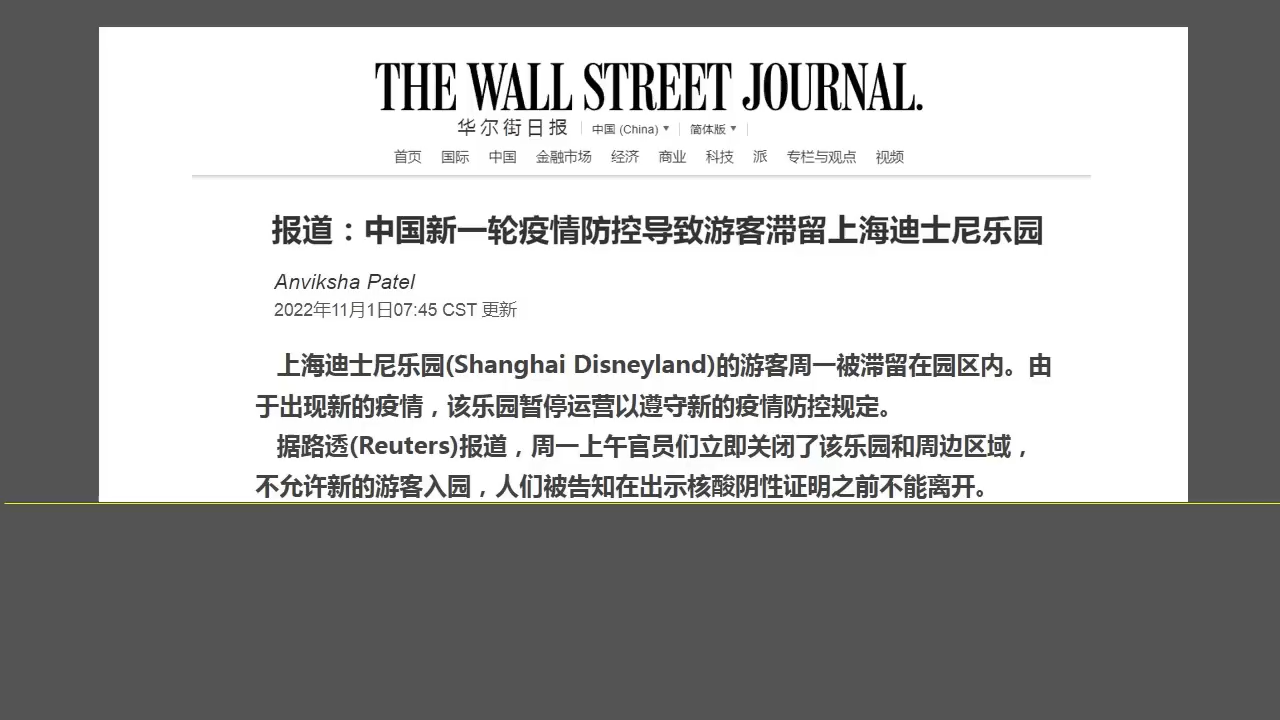 THE WALL STREET JOURNAL.
华尔街日报 中国 (China) 简体版
首页 国际 中国 金融市场 经济 商业 科技 派 专栏与观点 视频
报道：中国新一轮疫情防控导致游客滞留上海迪士尼乐园
Anviksha Patel
2022年11月1日07:45 CST 更新
上海迪士尼乐园(Shanghai Disneyland)的游客周一被滞留在园区内。由
于出现新的疫情，该乐园暂停运营以遵守新的疫情防控规定。
据路透(Reuters)报道，周一上午官员们立即关闭了该乐园和周边区域，
不允许新的游客入园，人们被告知在出示核酸阴性证明之前不能离开。